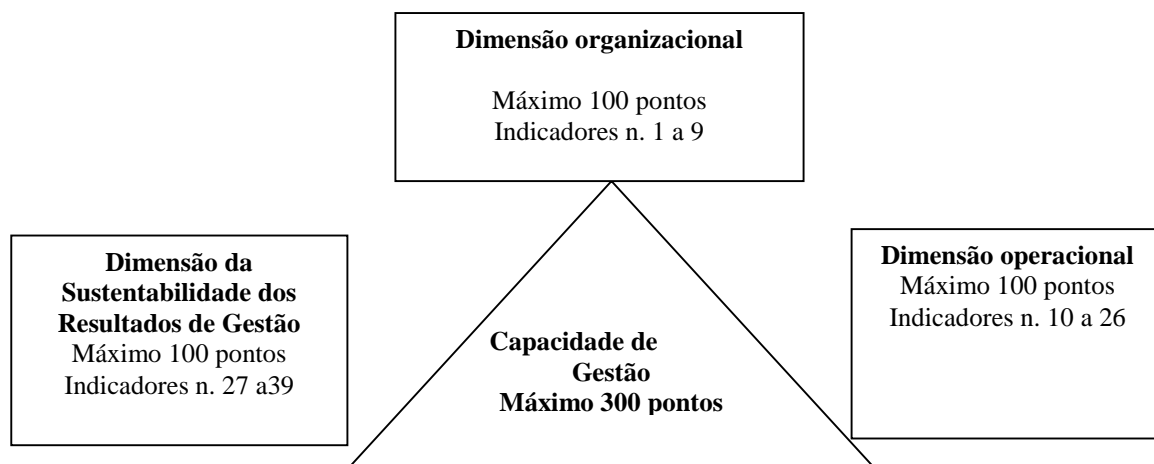 Dimensão organizacional
Máximo 100 pontos
Indicadores n. 1 a 9
Dimensão da
Sustentabilidade dos
Resultados de Gestão
Máximo 100 pontos
Indicadores n. 27 a39
Capacidade de
Gestão
Máximo 300 pontos
Dimensão operacional
Máximo 100 pontos
Indicadores n. 10 a 26